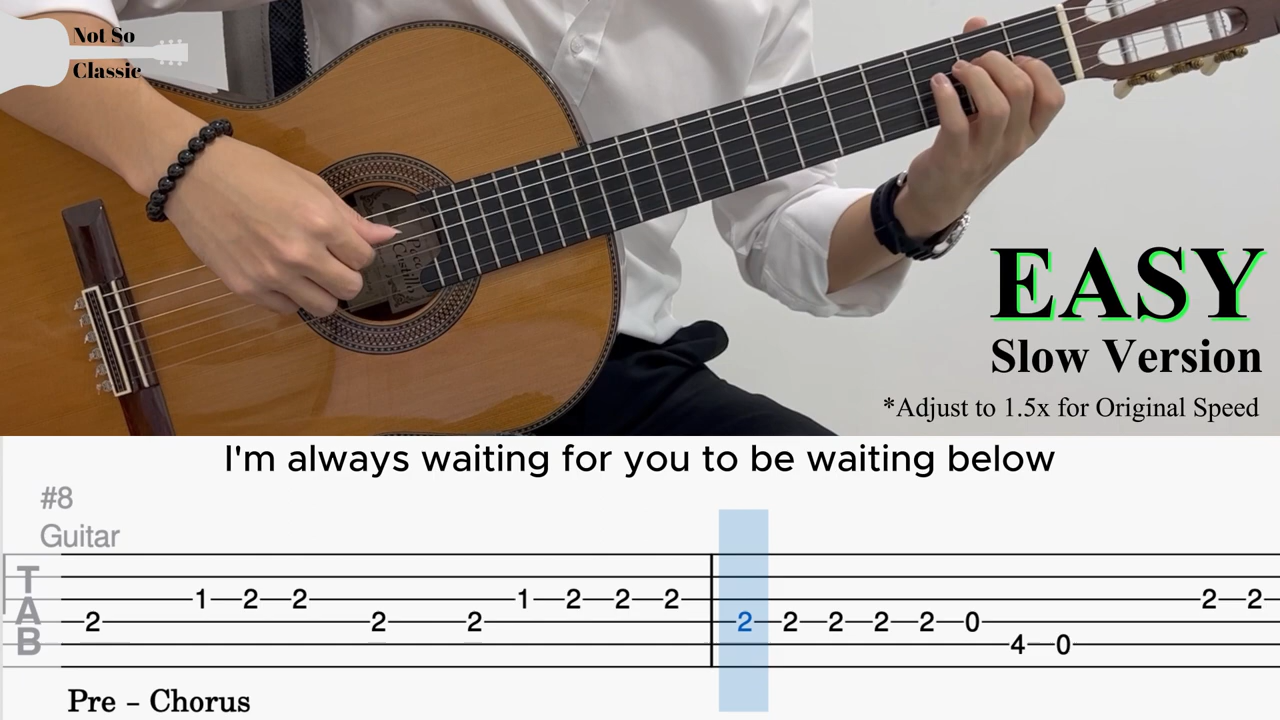 Not So
Classic
EASY
Slow Version
*Adjust to 1.5x for Original Speed
I'm always waiting for you to be waiting below
#8
Guitar
TAB
1 2 2 1 2 2 2 2 2
2 2 2 2 2 2 2 2 0
4 0
Pre - Chorus